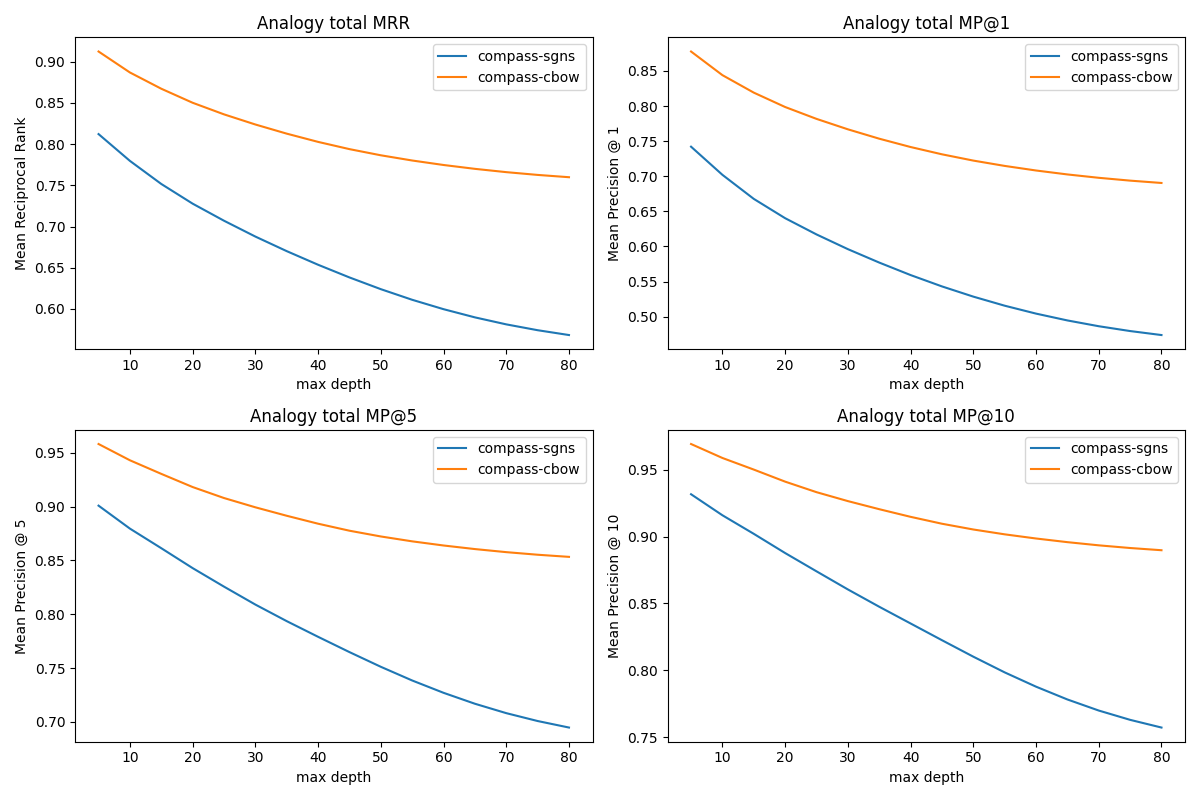 Analogy total MRR
compass-sgns
compass-cbow
Mean Reciprocal Rank
0.90
0.85
0.80
0.75
0.70
0.65
0.60
10 20 30 40 50 60 70 80
max depth
Analogy total MP@1
compass-sgns
compass-cbow
Mean Precision @ 1
0.85
0.80
0.75
0.70
0.65
0.60
0.55
0.50
10 20 30 40 50 60 70 80
max depth
Analogy total MP@5
compass-sgns
compass-cbow
Mean Precision @ 5
0.95
0.90
0.85
0.80
0.75
0.70
10 20 30 40 50 60 70 80
max depth
Analogy total MP@10
compass-sgns
compass-cbow
Mean Precision @ 10
0.95
0.90
0.85
0.80
0.75
10 20 30 40 50 60 70 80
max depth